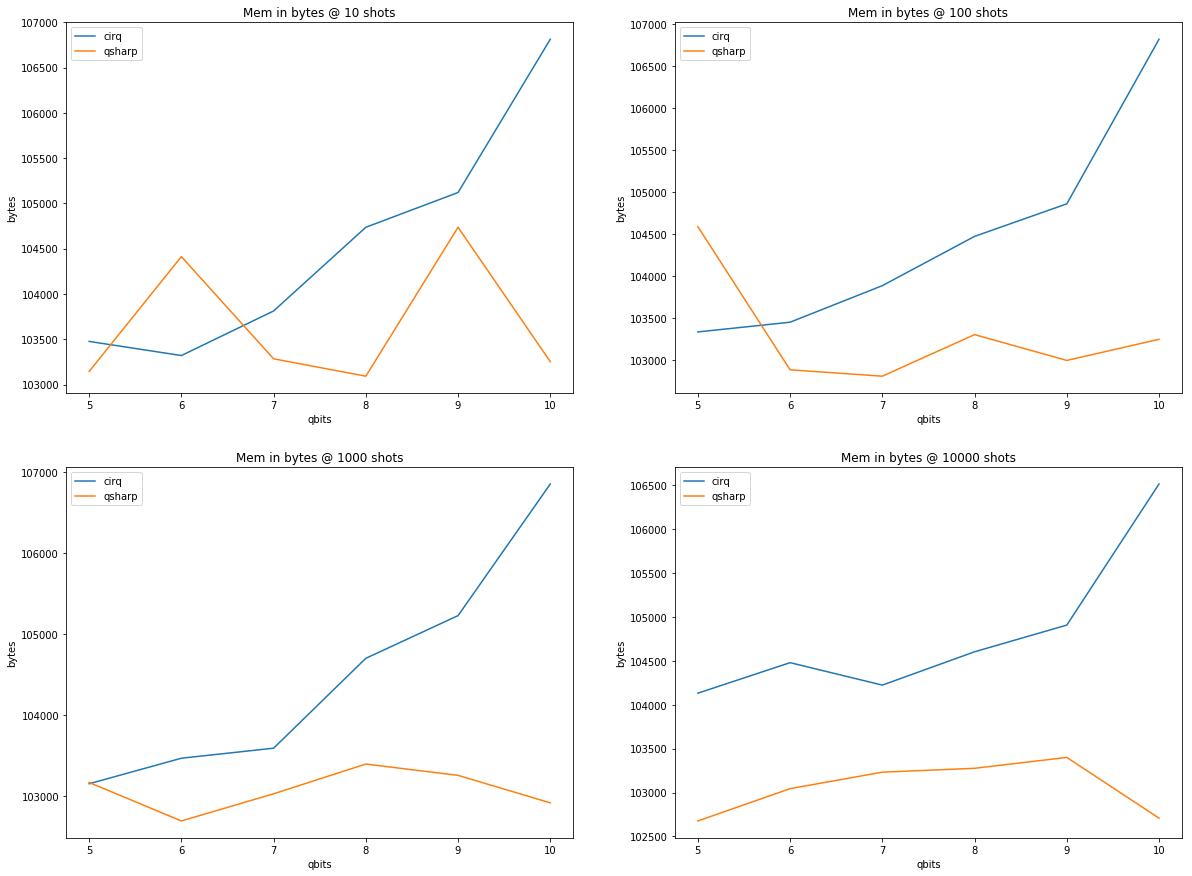 Mem in bytes @ 10 shots
107000
106500
106000
105500
105000
104500
104000
103500
103000
bytes
cirq
qsharp
5 6 7 8 9 10
qbits
Mem in bytes @ 100 shots
107000
106500
106000
105500
105000
104500
104000
103500
103000
bytes
cirq
qsharp
5 6 7 8 9 10
qbits
Mem in bytes @ 1000 shots
107000
106000
105000
104000
103000
bytes
cirq
qsharp
5 6 7 8 9 10
qbits
Mem in bytes @ 10000 shots
106500
106000
105500
105000
104500
104000
103500
103000
102500
bytes
cirq
qsharp
5 6 7 8 9 10
qbits